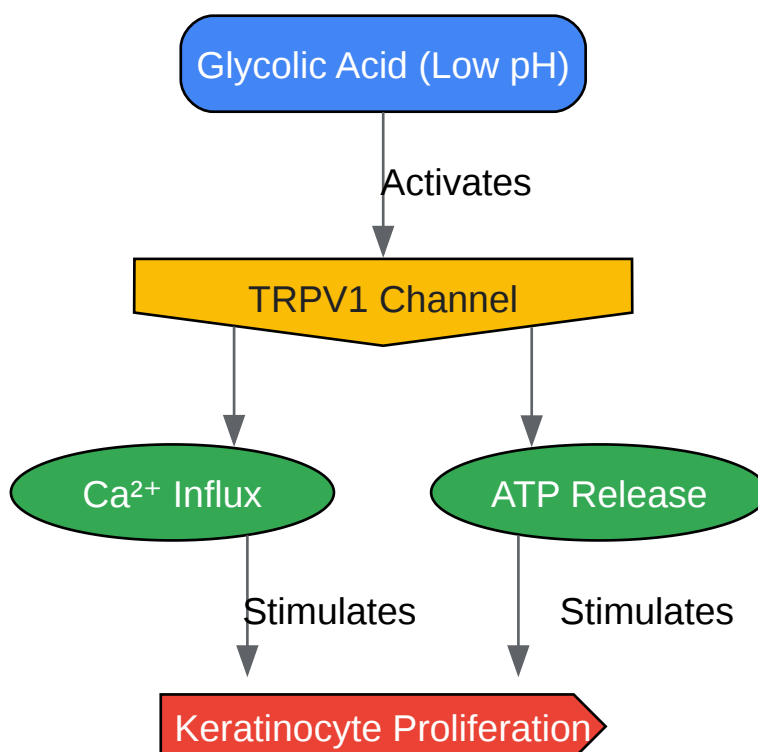 Glycolic Acid (Low pH)
Activates
TRPV1 Channel
Ca²⁺ Influx
ATP Release
Stimulates
Stimulates
Keratinocyte Proliferation